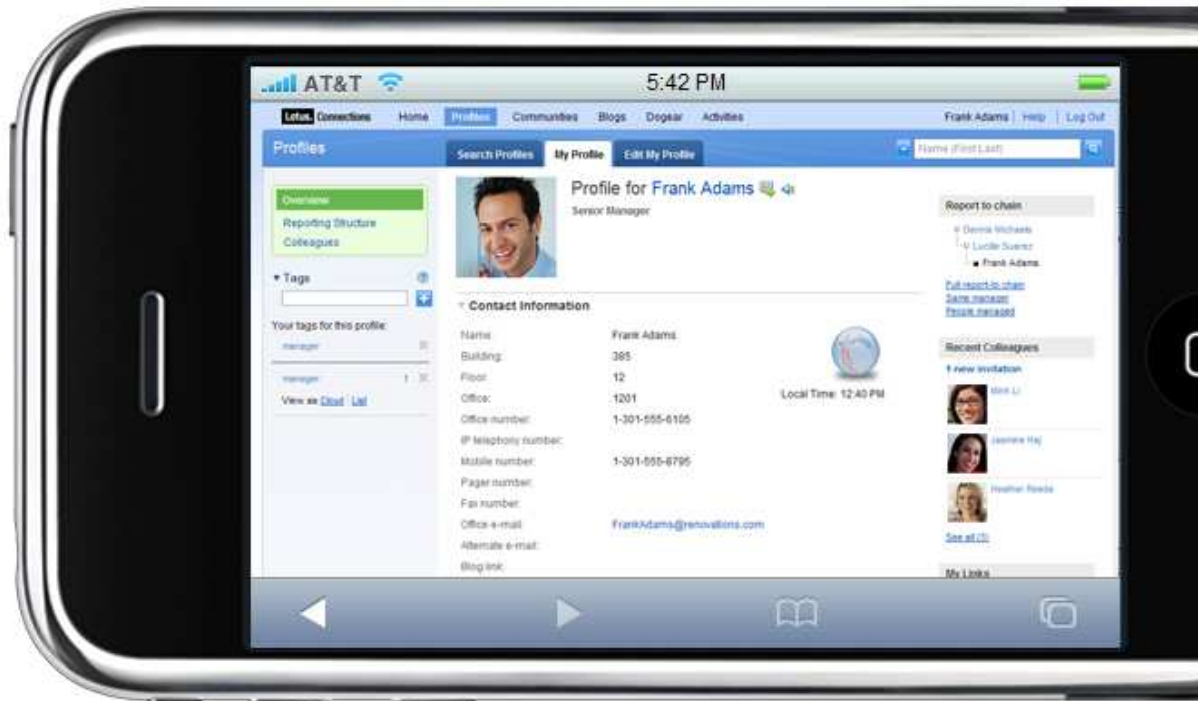 AT&T 5:42 PM
Lotus. Connections Home Profiles Communities Blogs Dogear Activities Frank Adams | Help | Log Out
Profiles
Search Profiles My Profile Edit My Profile
Name (First Last)
Overview
Reporting Structure
Colleagues
Tags
Your tags for this profile:
manager
manager 1
View as Cloud List
Profile for Frank Adams
Senior Manager
Contact Information
Name: Frank Adams
Building: 385
Floor: 12
Office: 1201
Office number: 1-301-555-6105
IP telephony number:
Mobile number: 1-301-555-6795
Pager number:
Fax number:
Office e-mail: FrankAdams@renovations.com
Alternate e-mail:
Blog link:
Local Time: 12:40 PM
Report to chain
Dennis Michaels
Lucille Suarez
Frank Adams
Full report-to chain
Same manager
People managed
Recent Colleagues
1 new invitation
Minh Li
Jasmine Haj
Heather Reeds
See all (3)
My Links